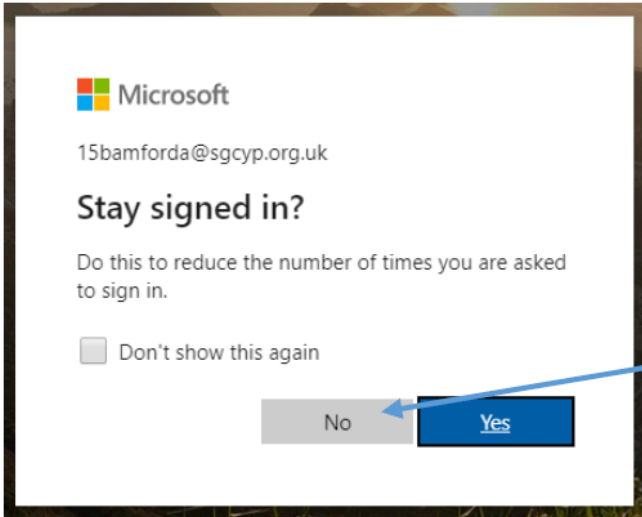 Microsoft
15bamforda@sgcyp.org.uk
Stay signed in?
Do this to reduce the number of times you are asked
to sign in.
Don't show this again
No
Yes